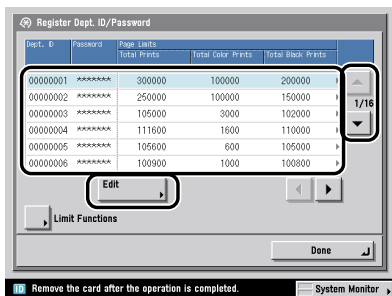 Register Dept. ID/Password
Dept. ID Password Page Limits
Total Prints Total Color Prints Total Black Prints
00000001 ******* 300000 100000 200000
00000002 ******* 250000 100000 150000
00000003 ******* 105000 3000 102000
00000004 ******* 111600 1600 110000
00000005 ******* 105600 600 105000
00000006 ******* 100900 1000 100800
1/16
Edit
Limit Functions
Done
ID Remove the card after the operation is completed. System Monitor